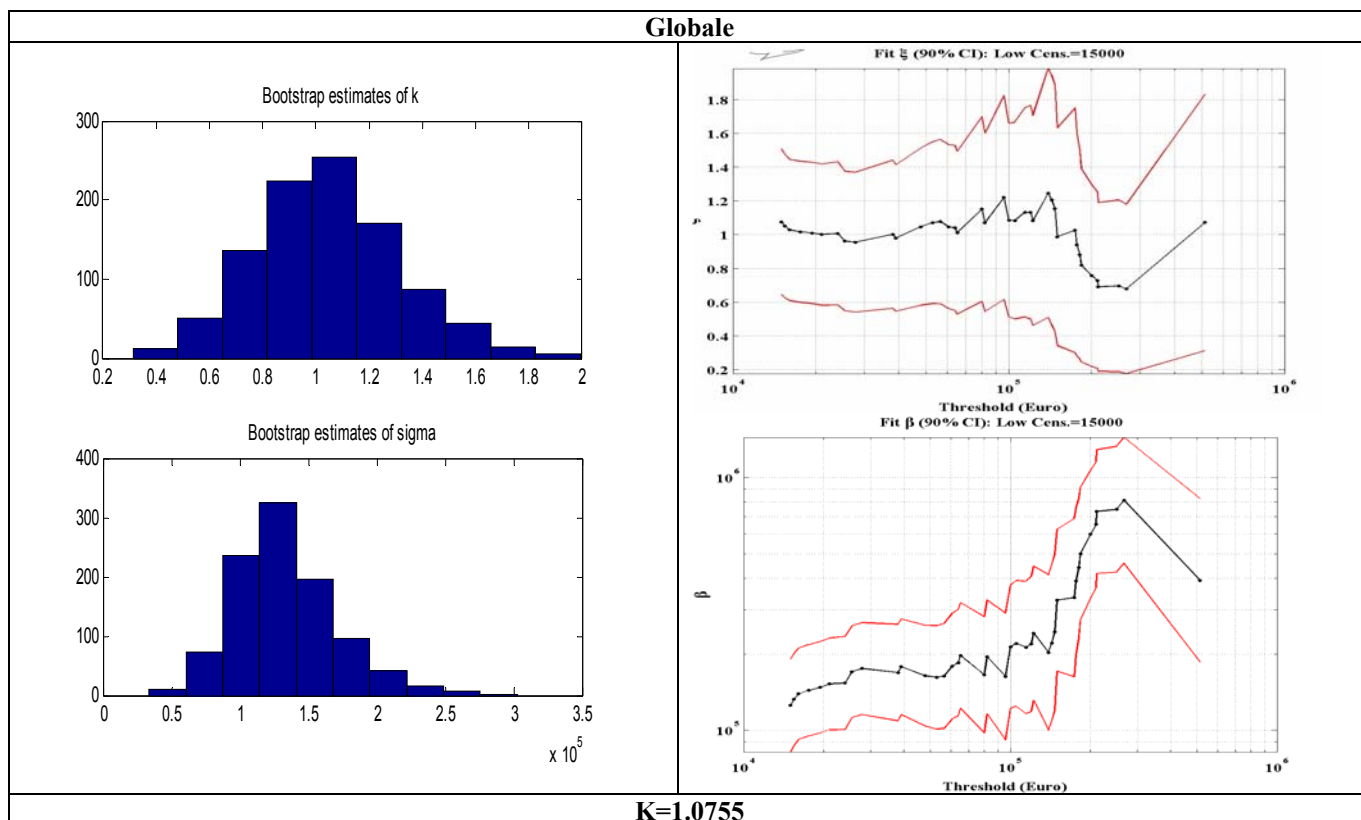 Globale
Bootstrap estimates of k
300
200
100
0
0.2 0.4 0.6 0.8 1 1.2 1.4 1.6 1.8 2
Bootstrap estimates of sigma
400
300
200
100
0
0 0.5 1 1.5 2 2.5 3 3.5
x 10^5
Fit ξ (90% CI): Low Cens.=15000
1.8
1.6
1.4
1.2
1
0.8
0.6
0.4
0.2
10^4 10^5 10^6
Threshold (Euro)
Fit β (90% CI): Low Cens.=15000
10^6
β
10^5
10^4 10^5 10^6
Threshold (Euro)
K=1.0755